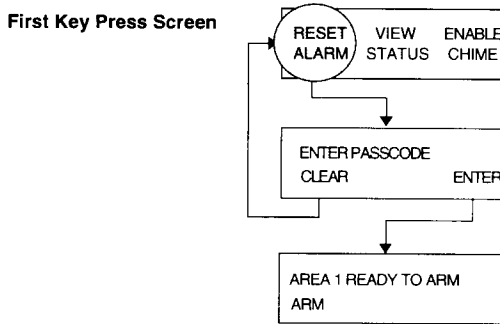 First Key Press Screen
RESET ALARM
VIEW STATUS
ENABLE CHIME
ENTER PASSCODE
CLEAR ENTER
AREA 1 READY TO ARM
ARM